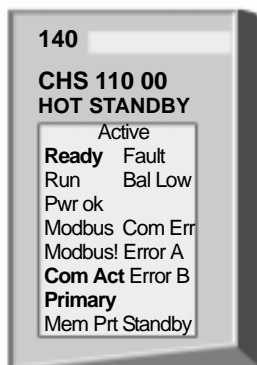 140
CHS 110 00
HOT STANDBY
Active
Ready Fault
Run Bal Low
Pwr ok
Modbus Com Err
Modbus! Error A
Com Act Error B
Primary
Mem Prt Standby